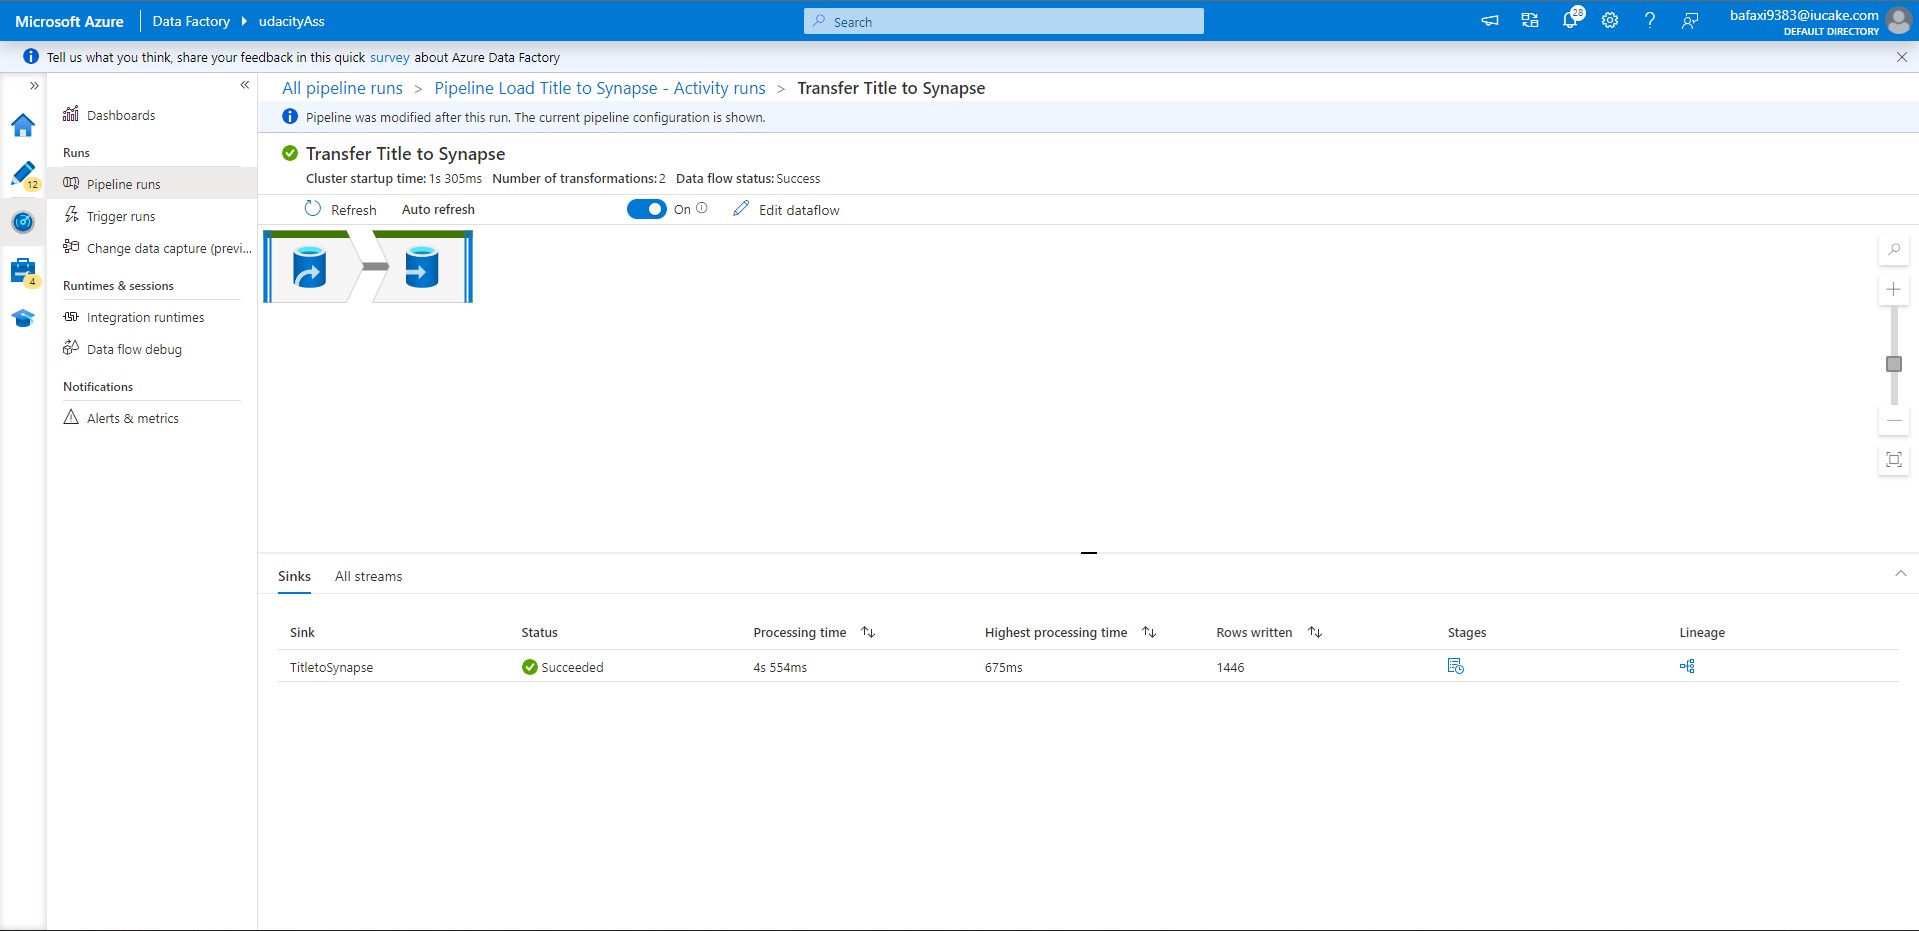 Microsoft Azure
Data Factory
udacityAss
Search
28
bafaxi9383@iucake.com
DEFAULT DIRECTORY
Tell us what you think, share your feedback in this quick survey about Azure Data Factory
12
4
Dashboards
Runs
Pipeline runs
Trigger runs
Change data capture (previ...
Runtimes & sessions
Integration runtimes
Data flow debug
Notifications
Alerts & metrics
All pipeline runs > Pipeline Load Title to Synapse - Activity runs > Transfer Title to Synapse
Pipeline was modified after this run. The current pipeline configuration is shown.
Transfer Title to Synapse
Cluster startup time: 1s 305ms Number of transformations: 2 Data flow status: Success
Refresh Auto refresh On Edit dataflow
Sinks All streams
Sink Status Processing time Highest processing time Rows written Stages Lineage
TitletoSynapse Succeeded 4s 554ms 675ms 1446